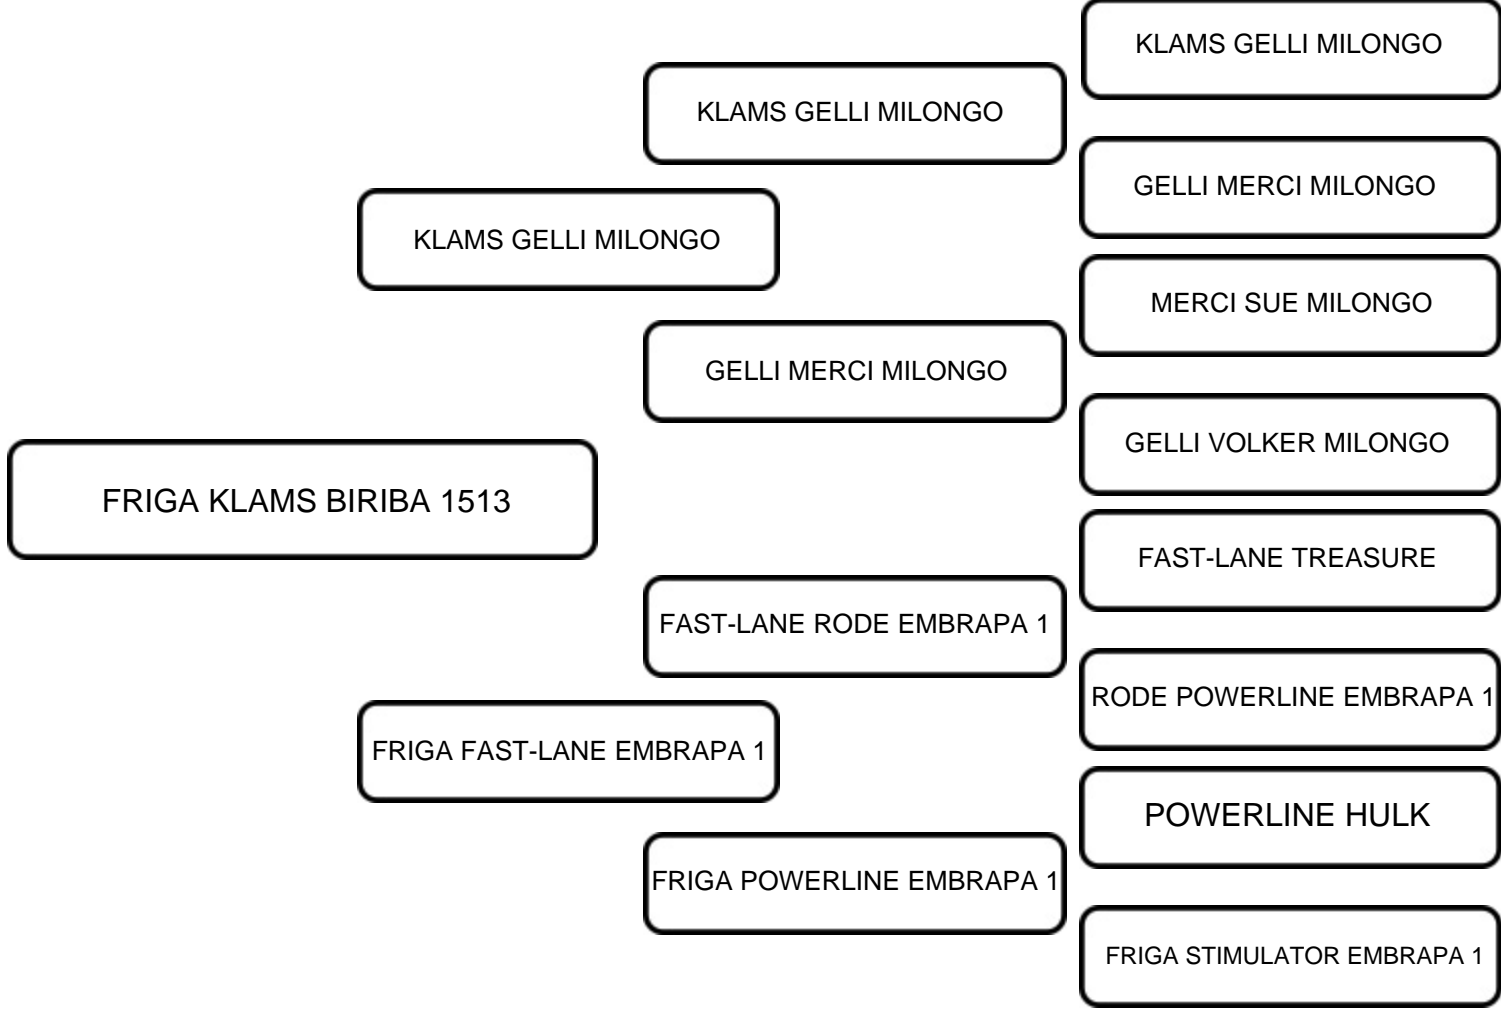 KLAMS GELLI MILONGO
KLAMS GELLI MILONGO
GELLI MERCI MILONGO
KLAMS GELLI MILONGO
MERCI SUE MILONGO
GELLI MERCI MILONGO
GELLI VOLKER MILONGO
FRIGA KLAMS BIRIBA 1513
FAST-LANE TREASURE
FAST-LANE RODE EMBRAPA 1
RODE POWERLINE EMBRAPA 1
FRIGA FAST-LANE EMBRAPA 1
POWERLINE HULK
FRIGA POWERLINE EMBRAPA 1
FRIGA STIMULATOR EMBRAPA 1